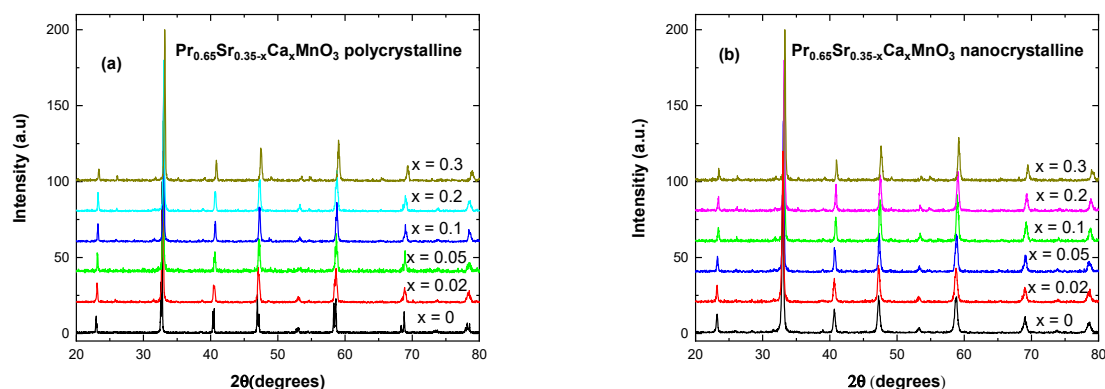 (a)
Pr0.65Sr0.35-xCaxMnO3 polycrystalline
Intensity (a.u)
200
150
100
50
0
x = 0.3
x = 0.2
x = 0.1
x = 0.05
x = 0.02
x = 0
20 30 40 50 60 70 80
2θ(degrees)
(b)
Pr0.65Sr0.35-xCaxMnO3 nanocrystalline
Intensitiy (a.u.)
200
150
100
50
0
x = 0.3
x = 0.2
x = 0.1
x = 0.05
x = 0.02
x = 0
20 30 40 50 60 70 80
2θ (degrees)